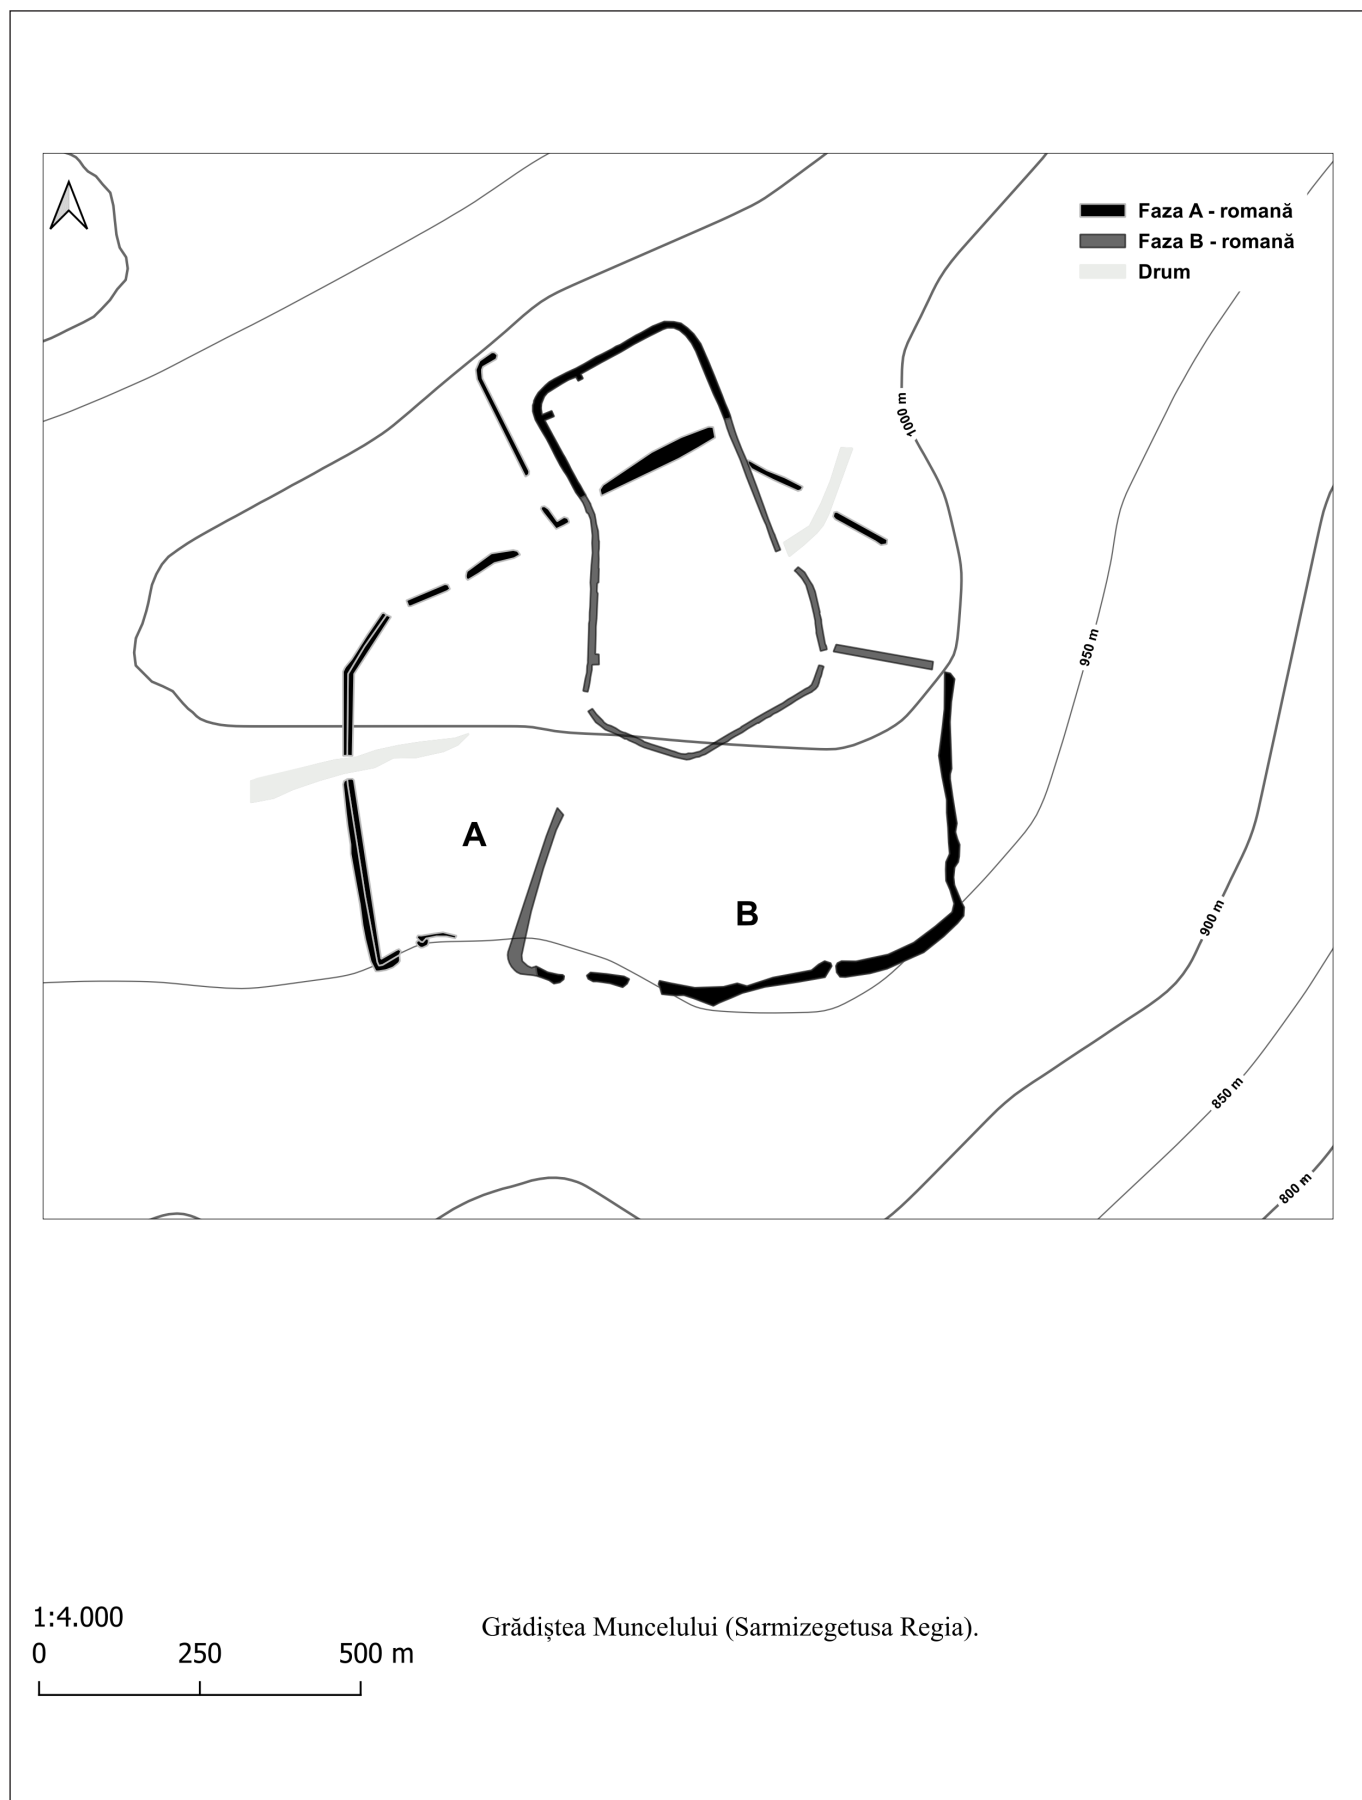 Faza A - romană
Faza B - romană
Drum
1000 m
950 m
A
B
900 m
850 m
800 m
1:4.000
0 250 500 m
Grădiștea Muncelului (Sarmizegetusa Regia).